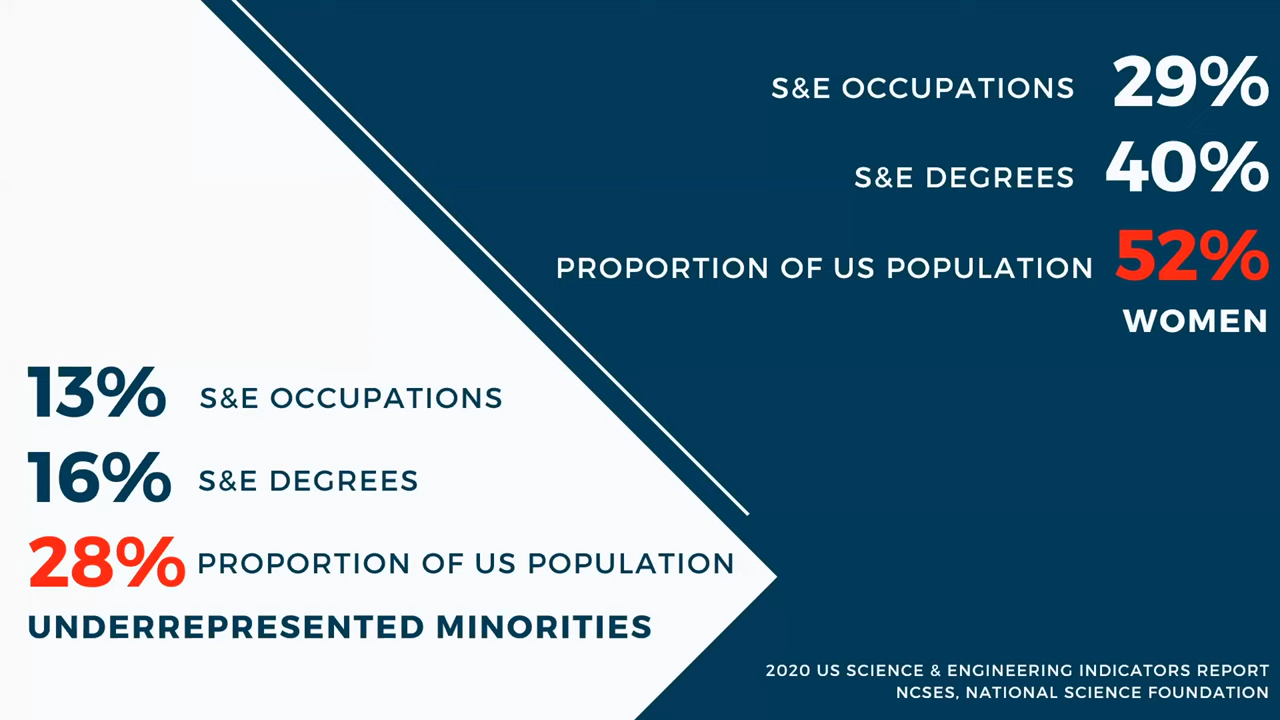 S&E OCCUPATIONS 29%
S&E DEGREES 40%
PROPORTION OF US POPULATION 52%
WOMEN
13% S&E OCCUPATIONS
16% S&E DEGREES
28% PROPORTION OF US POPULATION
UNDERREPRESENTED MINORITIES
2020 US SCIENCE & ENGINEERING INDICATORS REPORT
NCSES, NATIONAL SCIENCE FOUNDATION